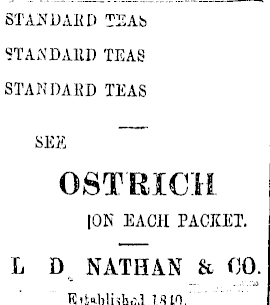 STANDARD TEAS
STANDARD TEAS
STANDARD TEAS
SEE
OSTRICH
ON EACH PACKET.
L D. NATHAN & CO.
Established 1840.